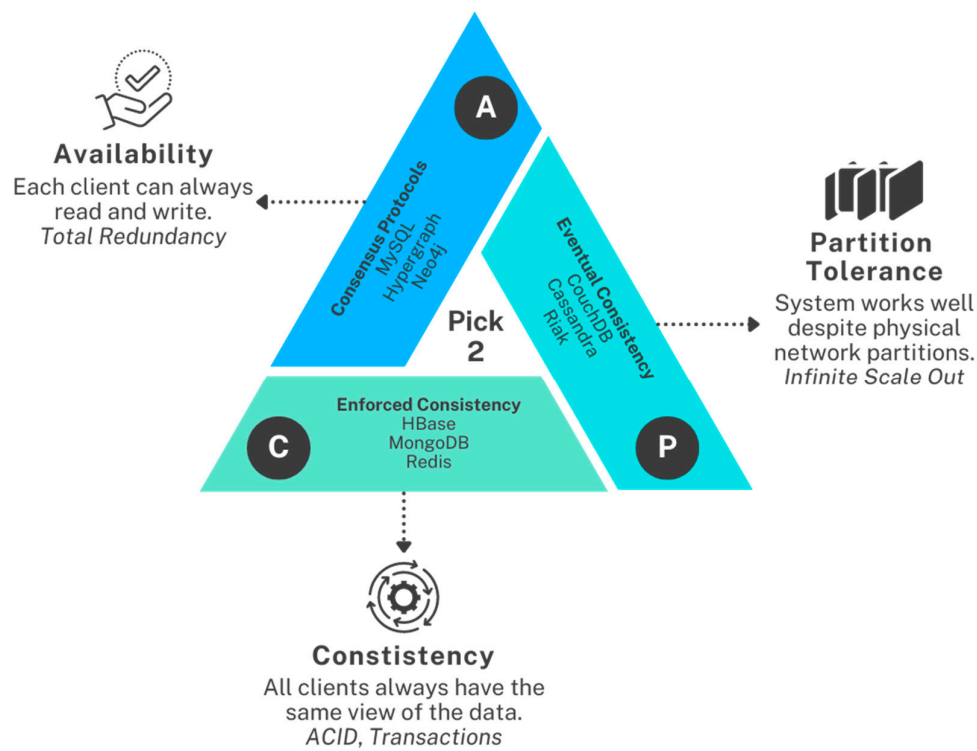 A
Availability
Each client can always
read and write.
Total Redundancy
Consensus Protocols
MySQL
Hypergraph
Neo4j
Eventual Consistency
CouchDB
Cassandra
Riak
Partition
Tolerance
System works well
despite physical
network partitions.
Infinite Scale Out
Pick
2
Enforced Consistency
HBase
MongoDB
Redis
C
P
Constistency
All clients always have the
same view of the data.
ACID, Transactions